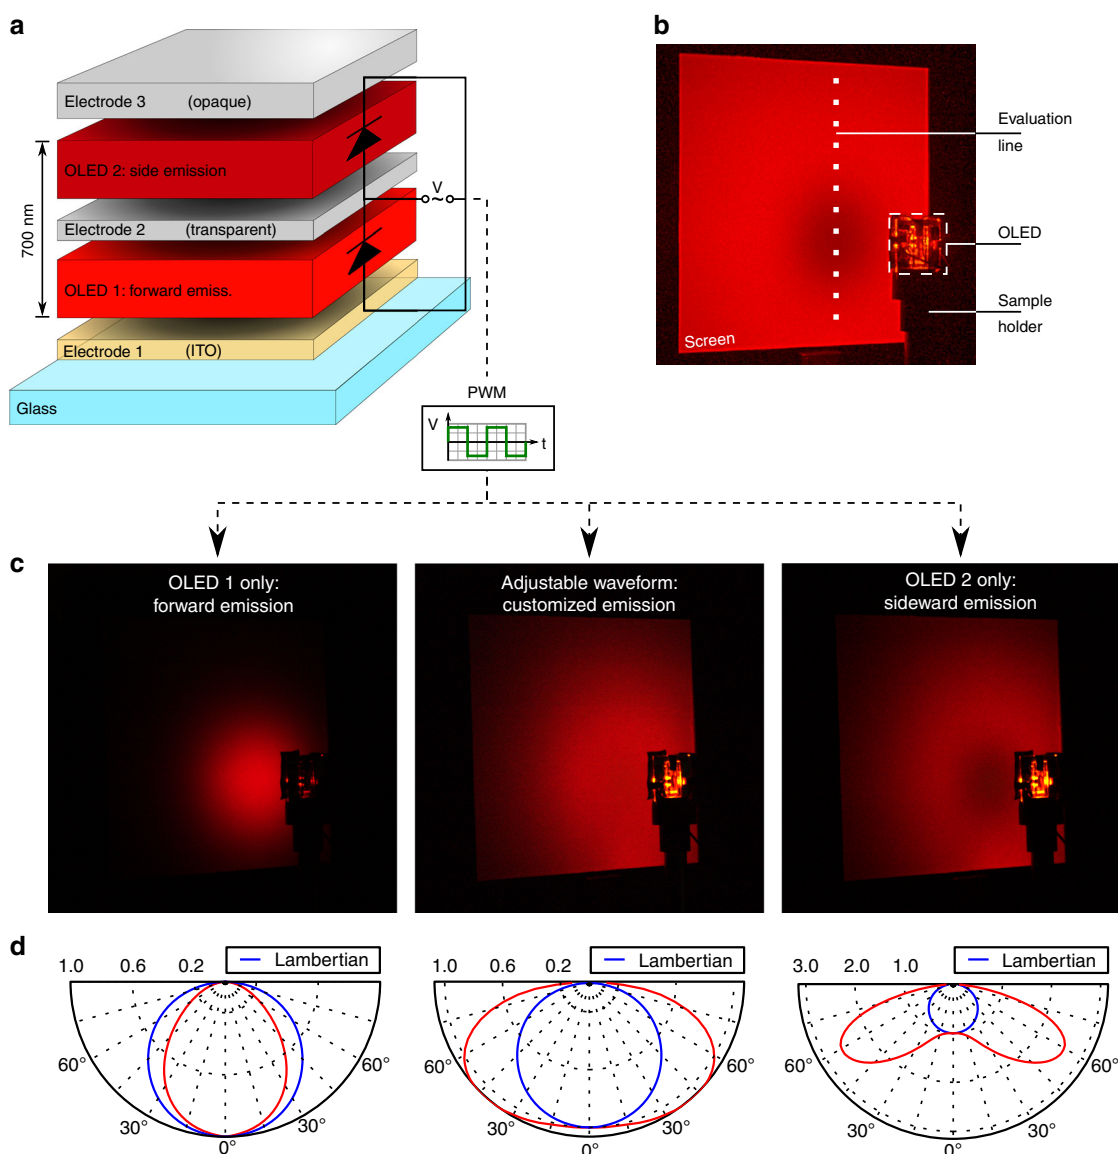 a
Electrode 3 (opaque)
OLED 2: side emission
Electrode 2 (transparent)
OLED 1: forward emiss.
Electrode 1 (ITO)
Glass
700 nm
V
~
PWM
V
t
b
Evaluation
line
OLED
Sample
holder
Screen
c
OLED 1 only:
forward emission
Adjustable waveform:
customized emission
OLED 2 only:
sideward emission
d
1.0 0.6 0.2
Lambertian
60° 60°
30° 30°
0°
1.0 0.6 0.2
Lambertian
60° 60°
30° 30°
0°
3.0 2.0 1.0
Lambertian
60° 60°
30° 30°
0°